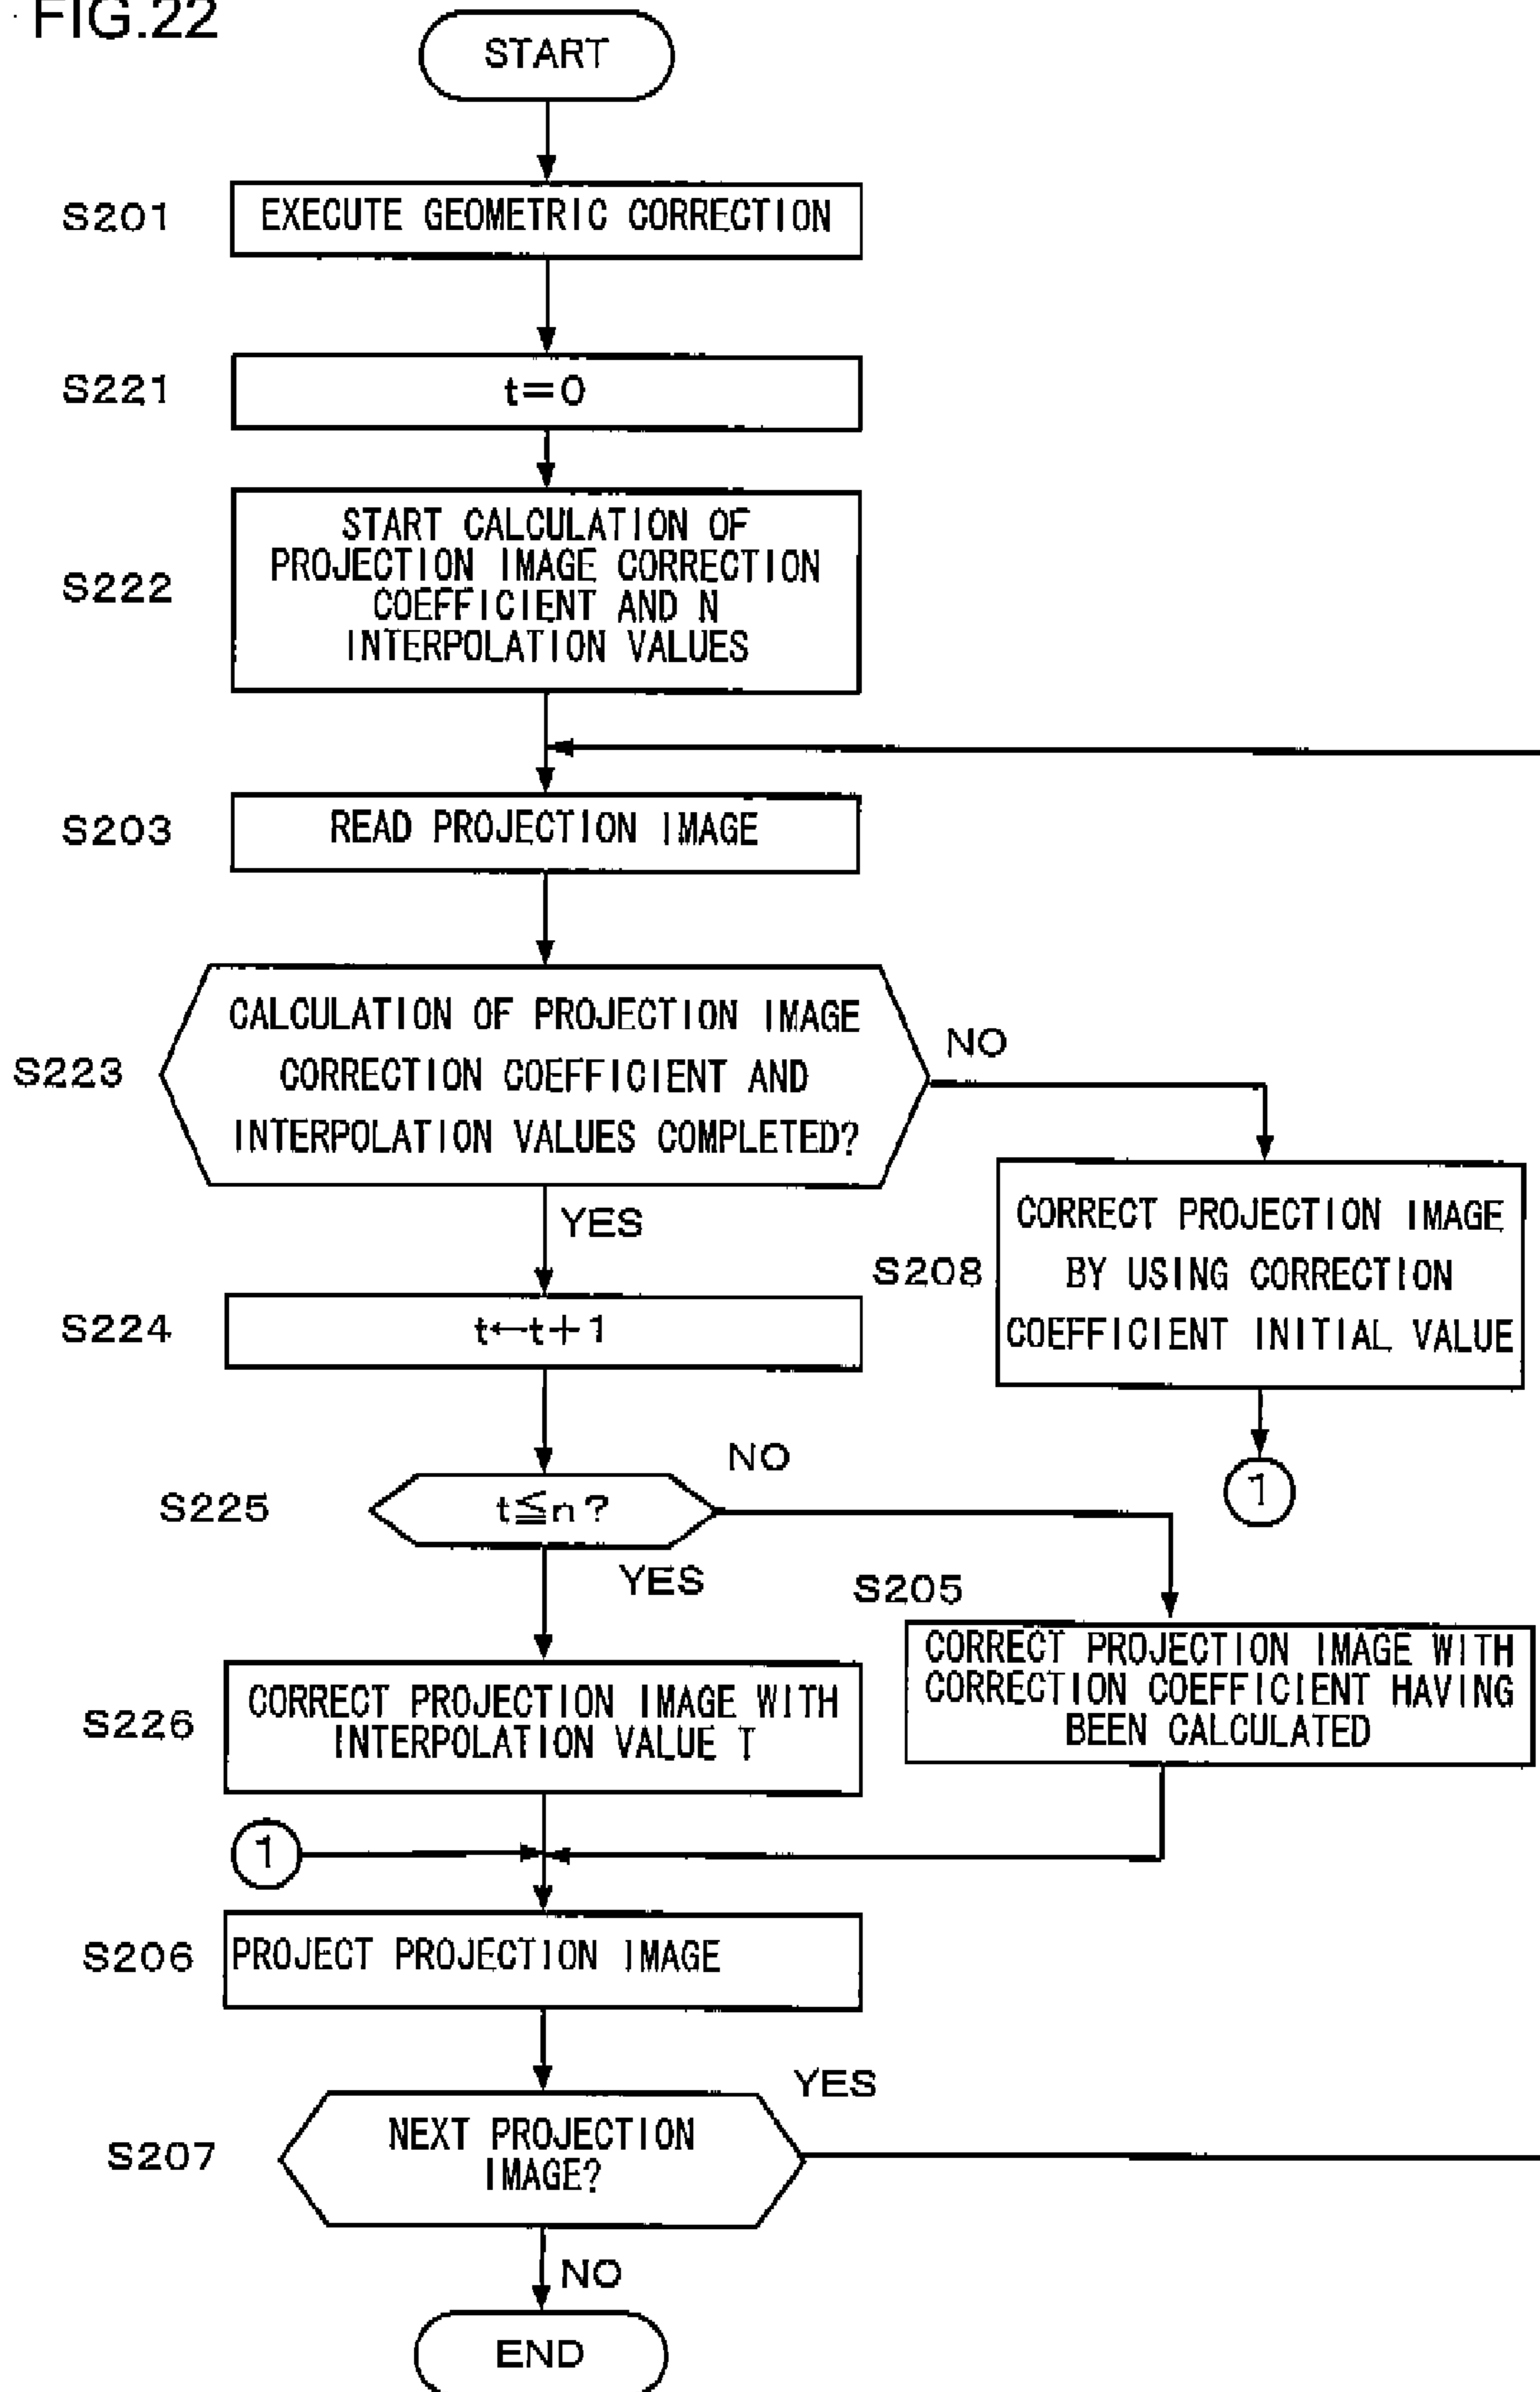 FIG.22
START
S201
EXECUTE GEOMETRIC CORRECTION
S221
t=0
S222
START CALCULATION OF
PROJECTION IMAGE CORRECTION
COEFFICIENT AND N
INTERPOLATION VALUES
S203
READ PROJECTION IMAGE
S223
CALCULATION OF PROJECTION IMAGE
CORRECTION COEFFICIENT AND
INTERPOLATION VALUES COMPLETED?
NO
YES
S208
CORRECT PROJECTION IMAGE
BY USING CORRECTION
COEFFICIENT INITIAL VALUE
1
S224
t←t+1
S225
t≦n?
NO
YES
S205
CORRECT PROJECTION IMAGE WITH
CORRECTION COEFFICIENT HAVING
BEEN CALCULATED
S226
CORRECT PROJECTION IMAGE WITH
INTERPOLATION VALUE T
1
S206
PROJECT PROJECTION IMAGE
S207
NEXT PROJECTION
IMAGE?
YES
NO
END